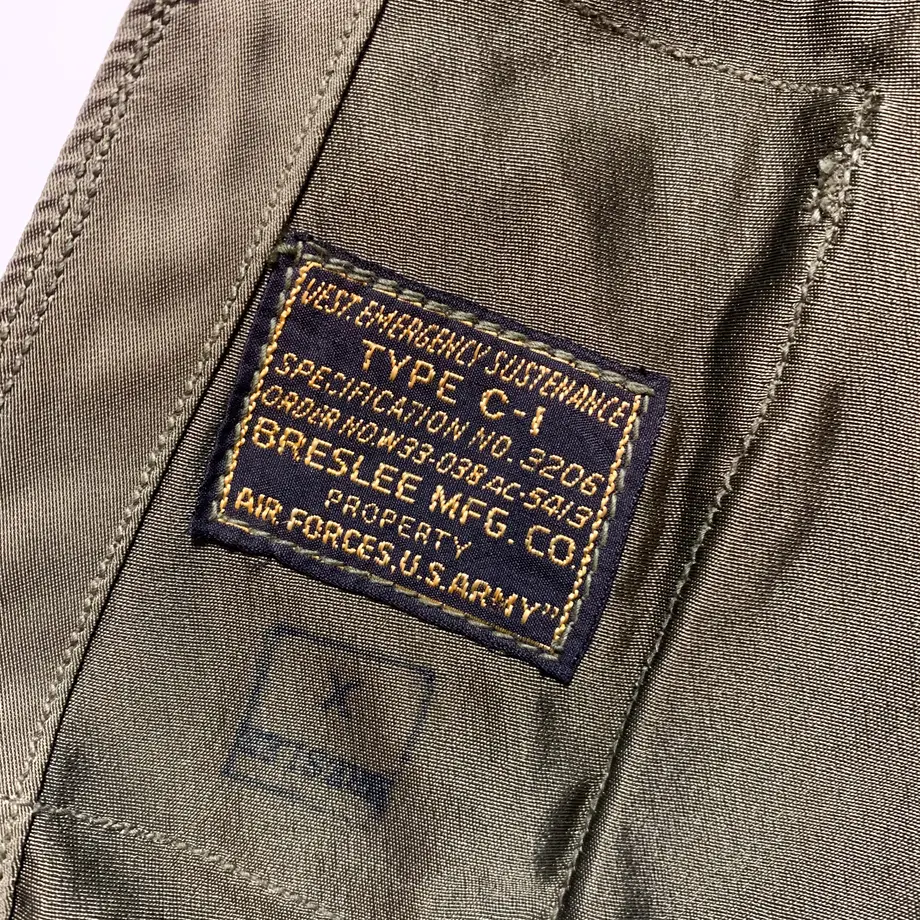 VEST, EMERGENCY SUSTENANCE
TYPE C-1
SPECIFICATION NO. 3206
ORDER NO.W33-038 AC-5413
BRESLEE MFG. CO.
PROPERTY
AIR FORCES, U.S. ARMY"
X